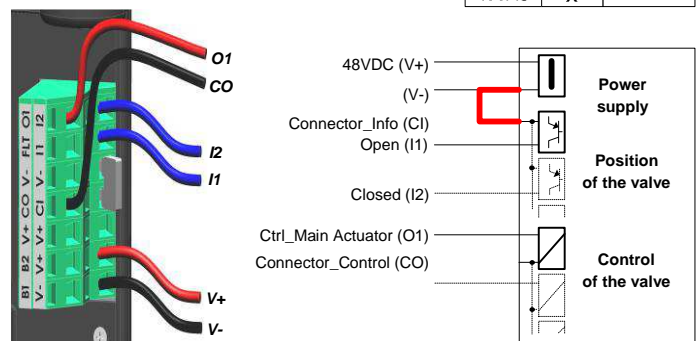 O1
CO
I2
I1
V+
V-
B1 B2 V+ CO V- FLT O1
V- V+ V+ CI V- I1 I2
48VDC (V+)
(V-)
Connector_Info (CI)
Open (I1)
Closed (I2)
Ctrl_Main Actuator (O1)
Connector_Control (CO)
Power
supply
Position
of the valve
Control
of the valve